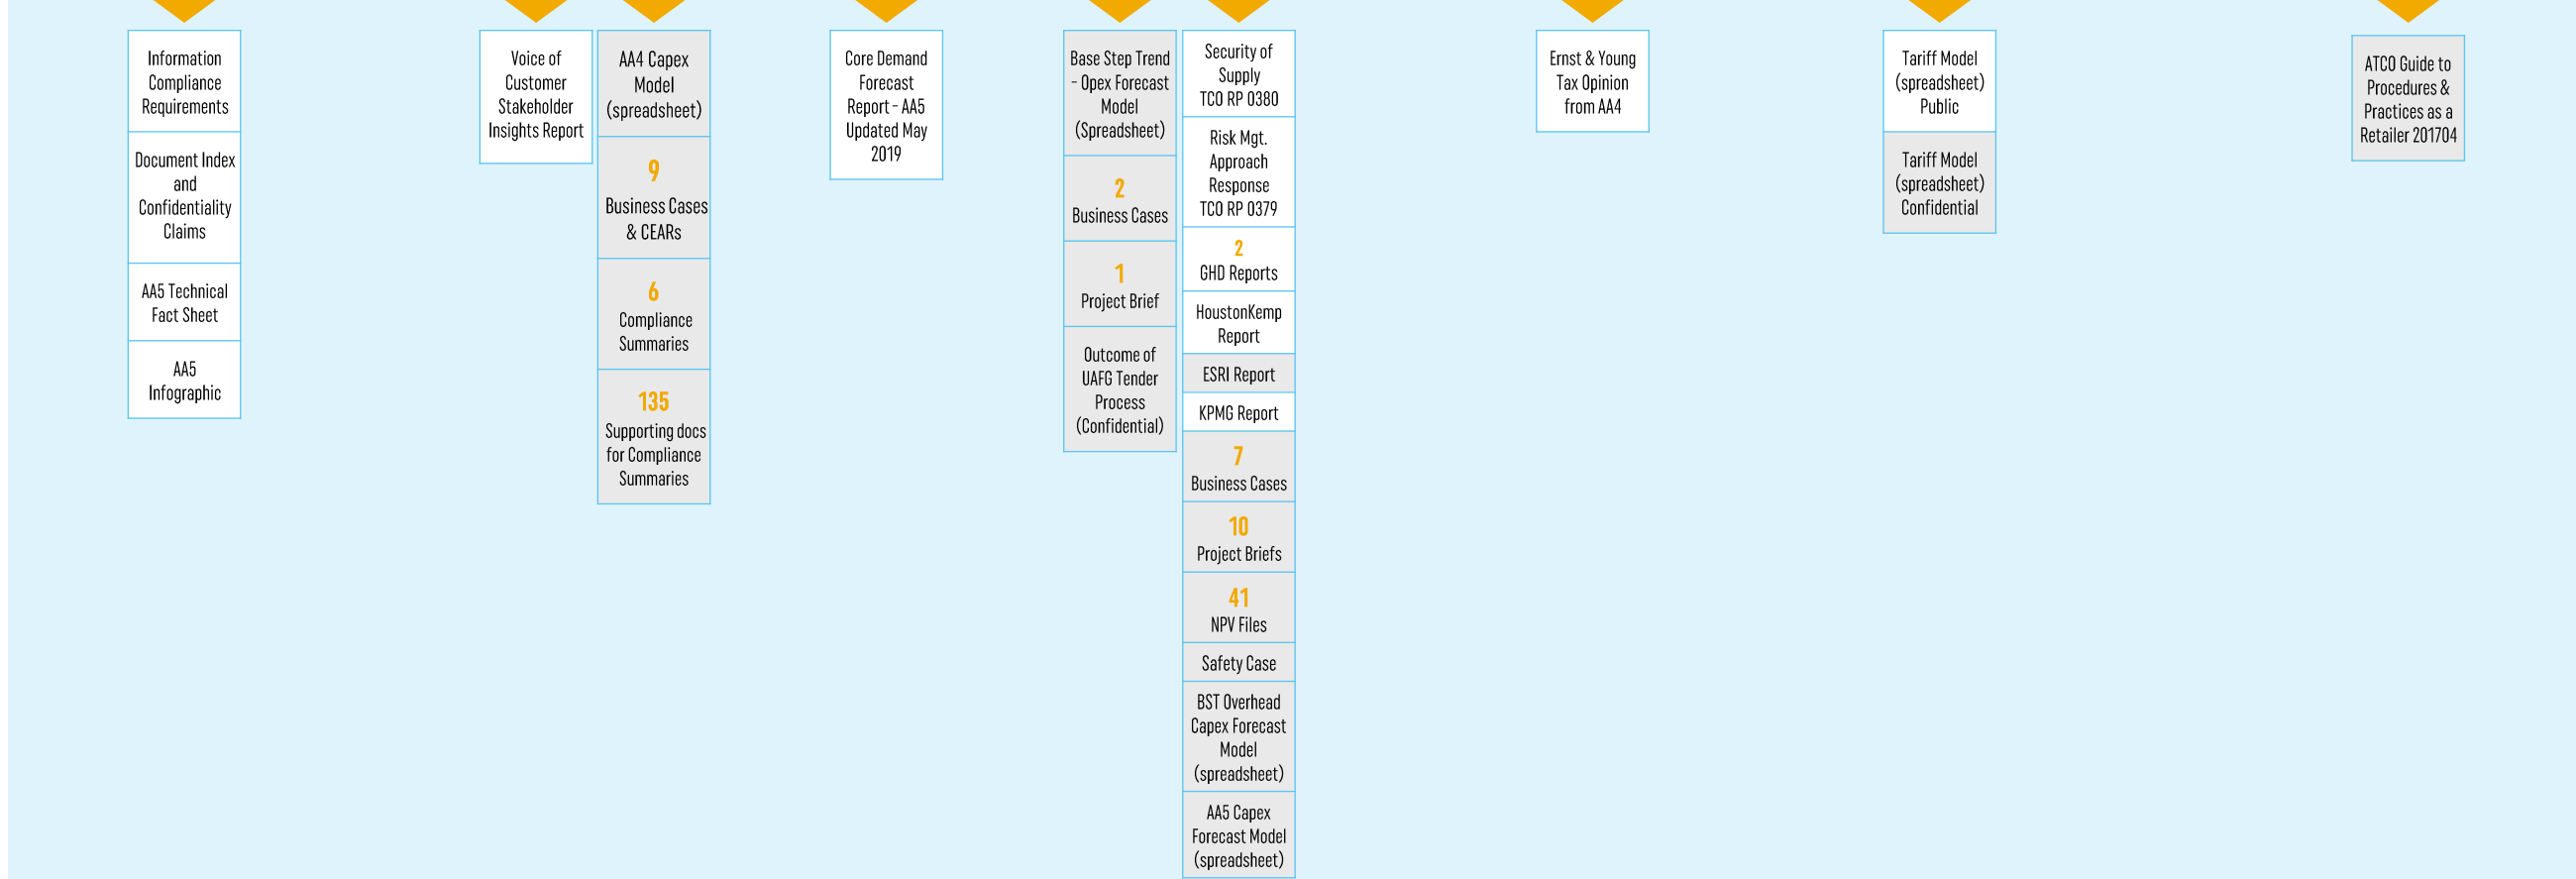 Information
Compliance
Requirements
Document Index
and
Confidentiality
Claims
AA5 Technical
Fact Sheet
AA5
Infographic
Voice of
Customer
Stakeholder
Insights Report
AA4 Capex
Model
(spreadsheet)
9
Business Cases
& CEARs
6
Compliance
Summaries
135
Supporting docs
for Compliance
Summaries
Core Demand
Forecast
Report - AA5
Updated May
2019
Base Step Trend
- Opex Forecast
Model
(Spreadsheet)
2
Business Cases
1
Project Brief
Outcome of
UAFG Tender
Process
(Confidential)
Security of
Supply
TCO RP 0380
Risk Mgt.
Approach
Response
TCO RP 0379
2
GHD Reports
HoustonKemp
Report
ESRI Report
KPMG Report
7
Business Cases
10
Project Briefs
41
NPV Files
Safety Case
BST Overhead
Capex Forecast
Model
(spreadsheet)
AA5 Capex
Forecast Model
(spreadsheet)
Ernst & Young
Tax Opinion
from AA4
Tariff Model
(spreadsheet)
Public
Tariff Model
(spreadsheet)
Confidential
ATCO Guide to
Procedures &
Practices as a
Retailer 201704